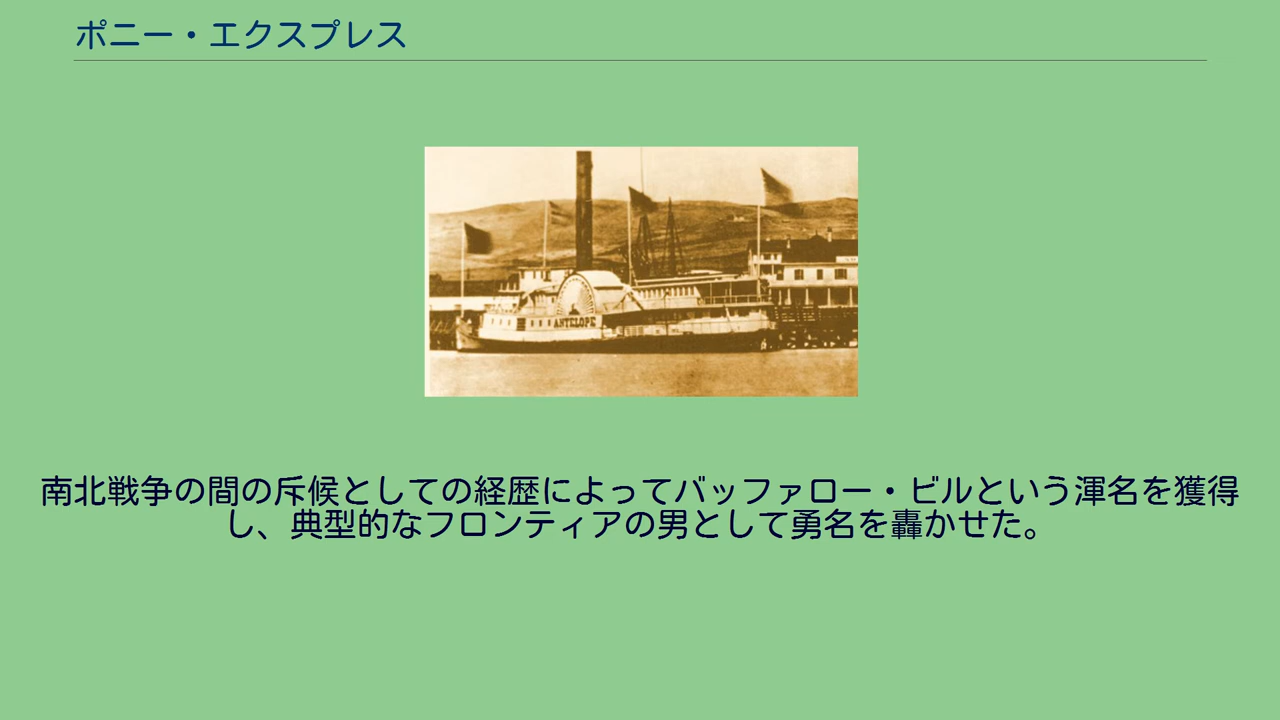 ポニー・エクスプレス
ANTELOPE
南北戦争の間の斥候としての経歴によってバッファロー・ビルという渾名を獲得
し、典型的なフロンティアの男として勇名を轟かせた。